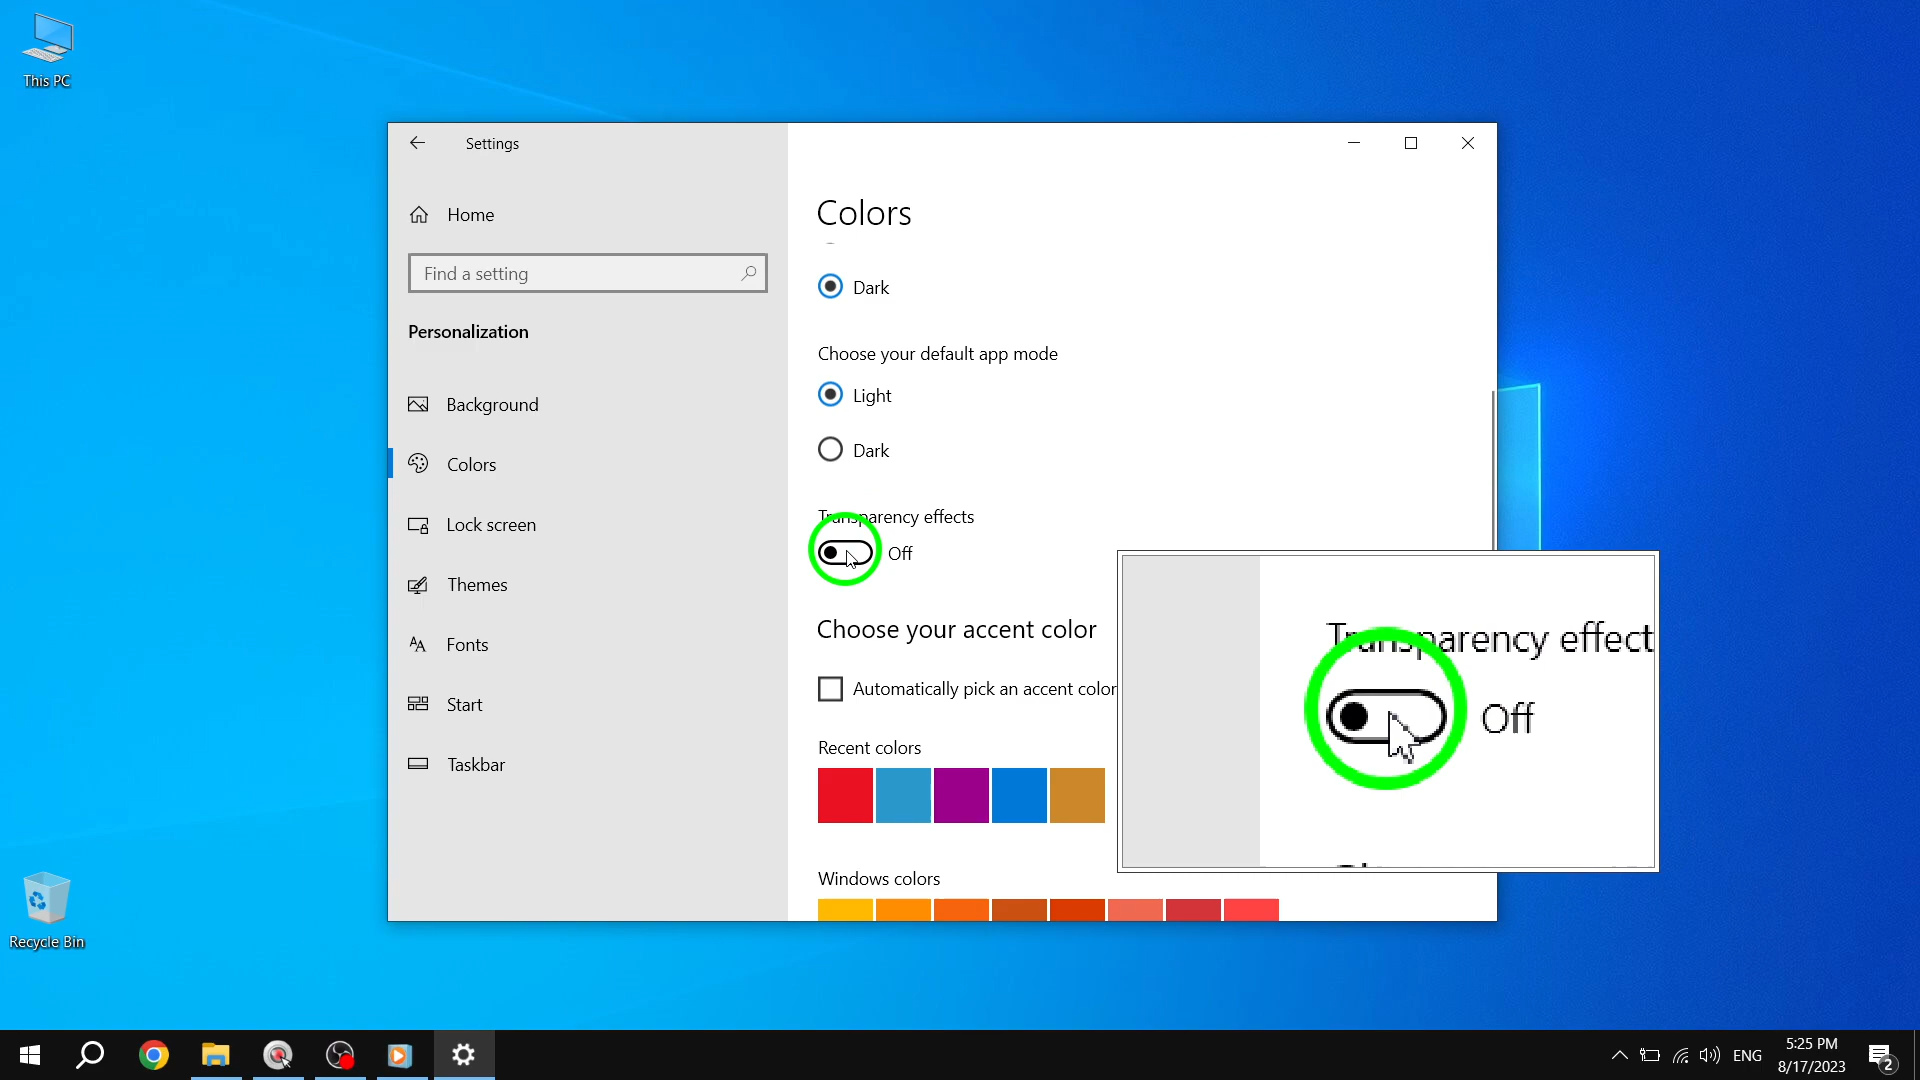 This PC
Settings
Home
Find a setting
Personalization
Background
Colors
Lock screen
Themes
Fonts
Start
Taskbar
Colors
Dark
Choose your default app mode
Light
Dark
Transparency effects
Off
Choose your accent color
Automatically pick an accent color
Recent colors
Windows colors
Transparency effect
Off
Recycle Bin
ENG
5:25 PM
8/17/2023
2